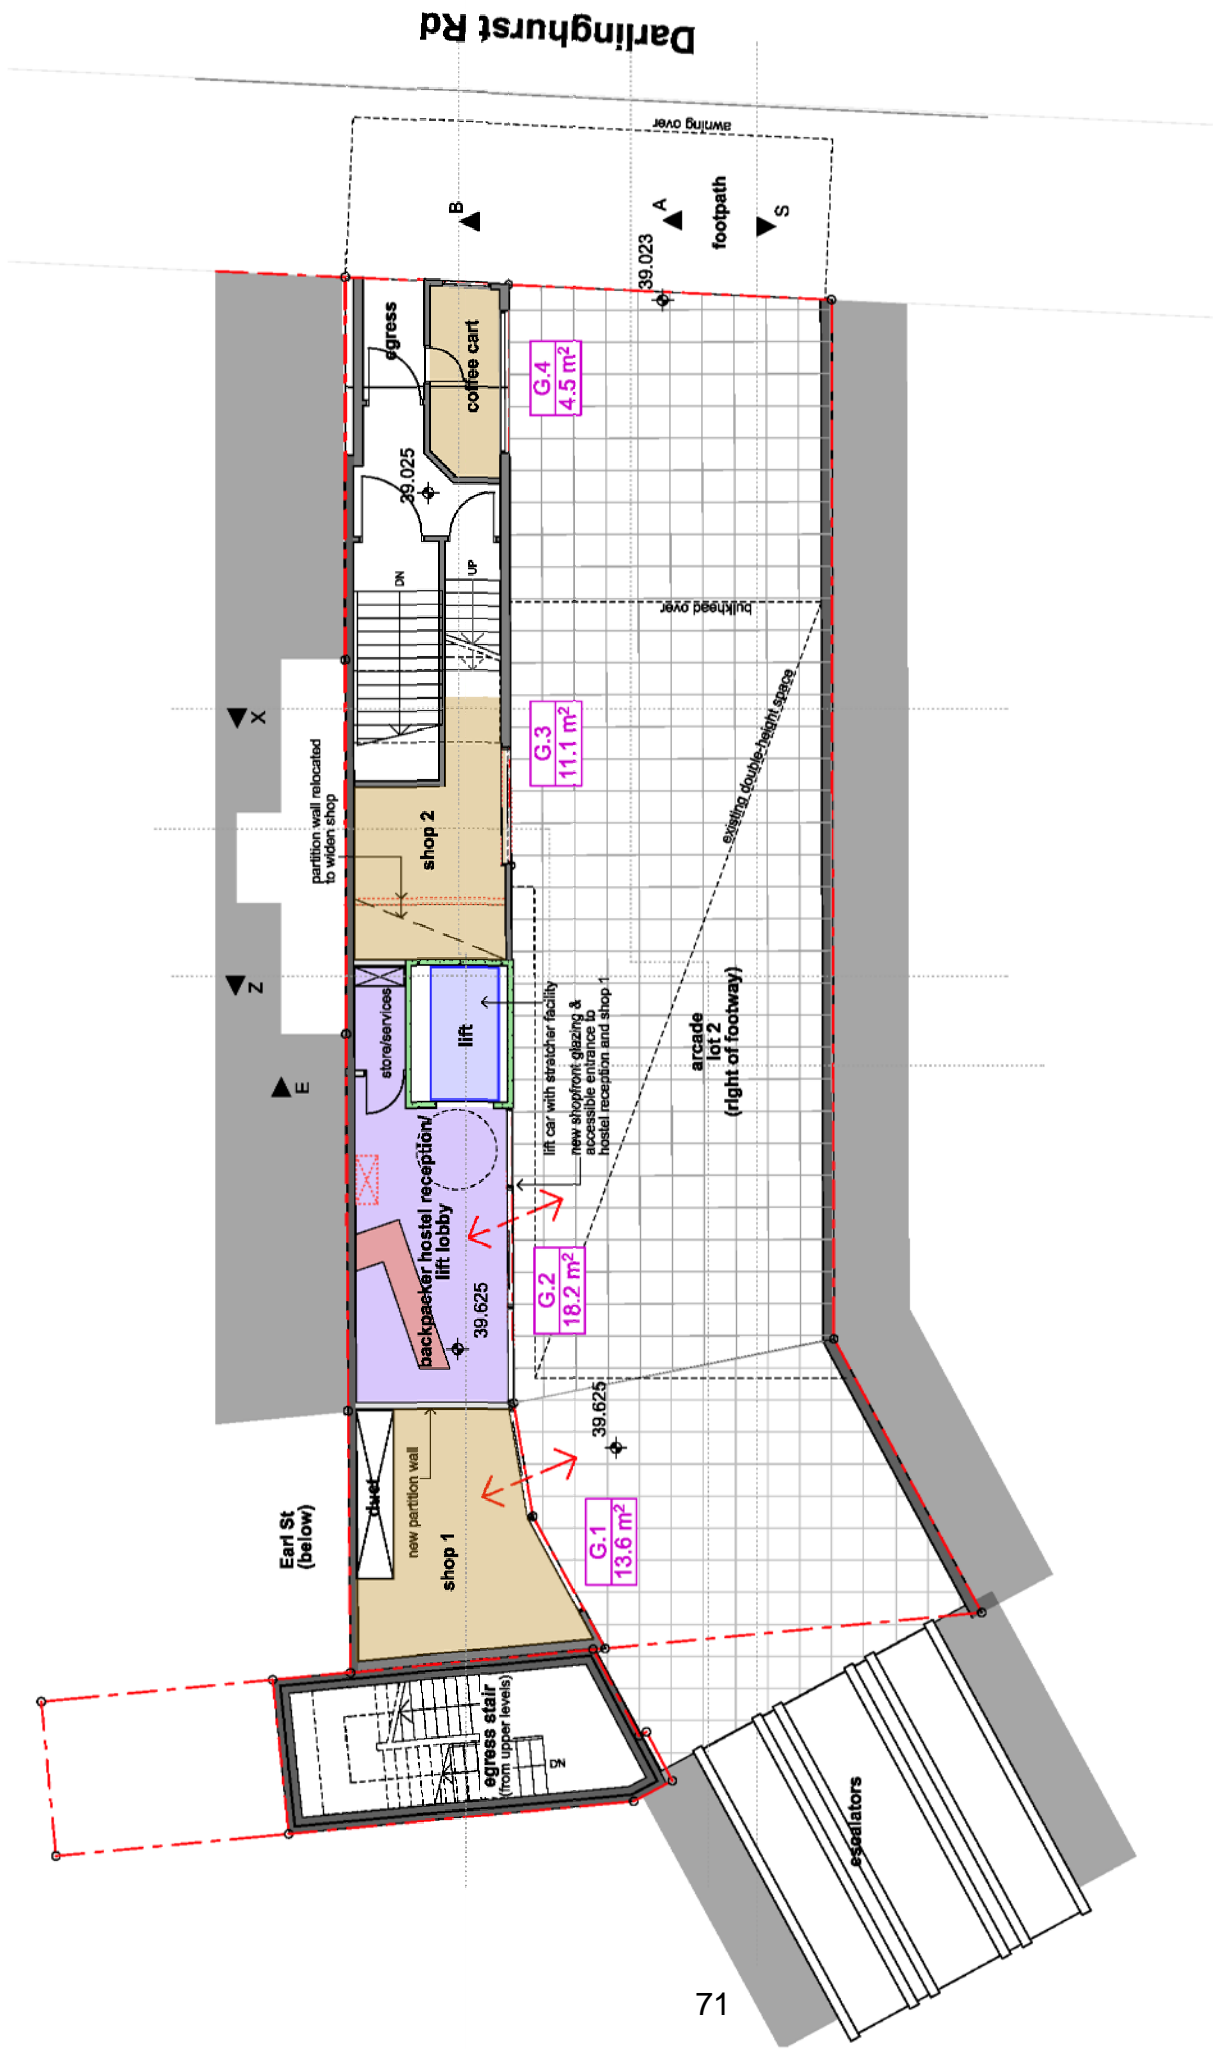 Darlinghurst Rd
awning over
B
A
S
footpath
39.023
egress
coffee cart
G.4
4.5 m²
39.025
DN
UP
bulkhead over
X
partition wall relocated
to widen shop
shop 2
G.3
11.1 m²
existing double-height space
Z
store/services
lift
lift car with stretcher facility
new shopfront glazing &
accessible entrance to
hostel reception and shop 1
arcade
lot 2
(right of footway)
E
backpacker hostel reception/
lift lobby
39.625
G.2
18.2 m²
39.625
duct
new partition wall
Earl St
(below)
shop 1
G.1
13.6 m²
egress stair
(from upper levels)
DN
escalators
71